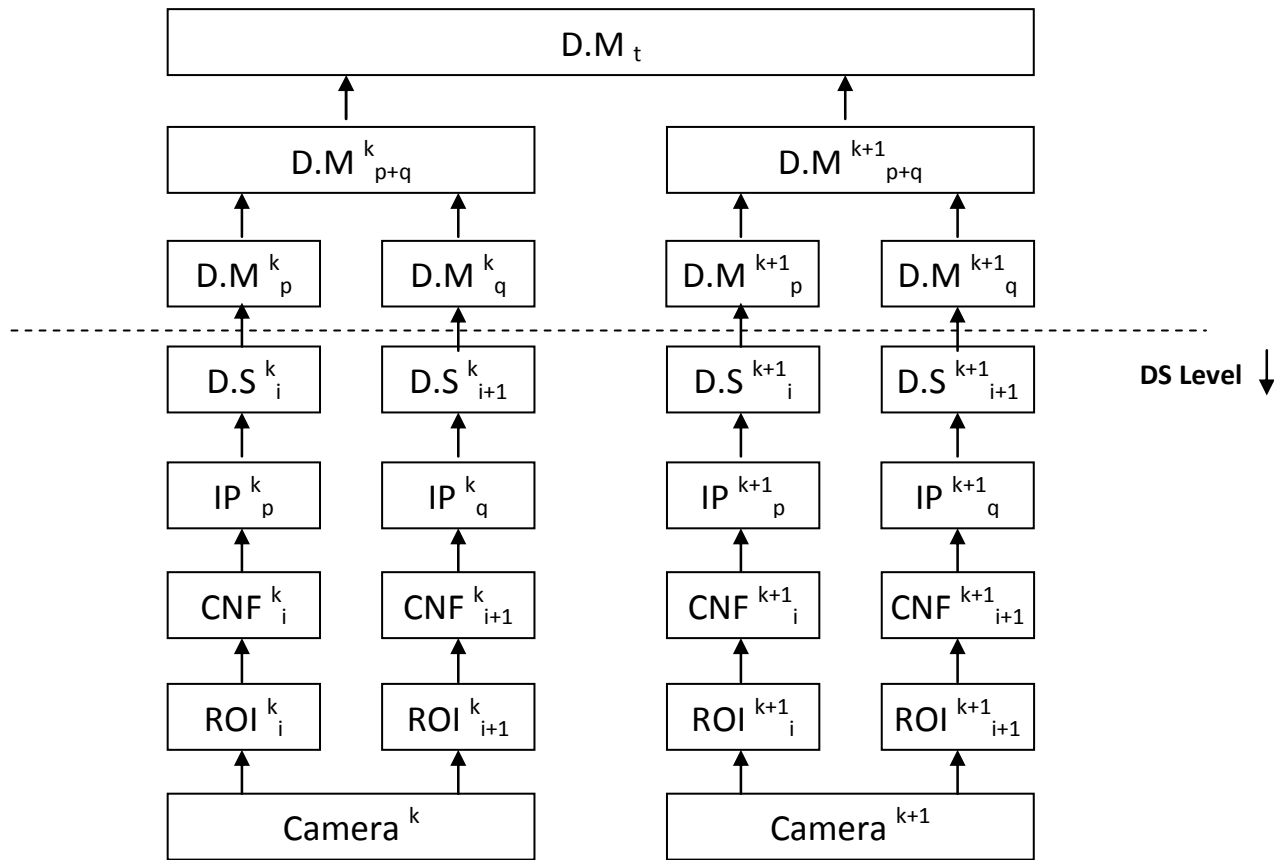 D.M t
D.M k p+q D.M k+1 p+q
D.M k p D.M k q D.M k+1 p D.M k+1 q
D.S k i D.S k i+1 D.S k+1 i D.S k+1 i+1
DS Level
IP k p IP k q IP k+1 p IP k+1 q
CNF k i CNF k i+1 CNF k+1 i CNF k+1 i+1
ROI k i ROI k i+1 ROI k+1 i ROI k+1 i+1
Camera k Camera k+1